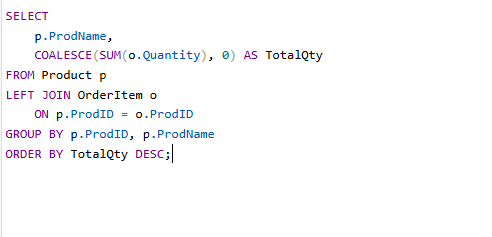 SELECT
    p.ProdName,
    COALESCE(SUM(o.Quantity), 0) AS TotalQty
FROM Product p
LEFT JOIN OrderItem o
    ON p.ProdID = o.ProdID
GROUP BY p.ProdID, p.ProdName
ORDER BY TotalQty DESC;